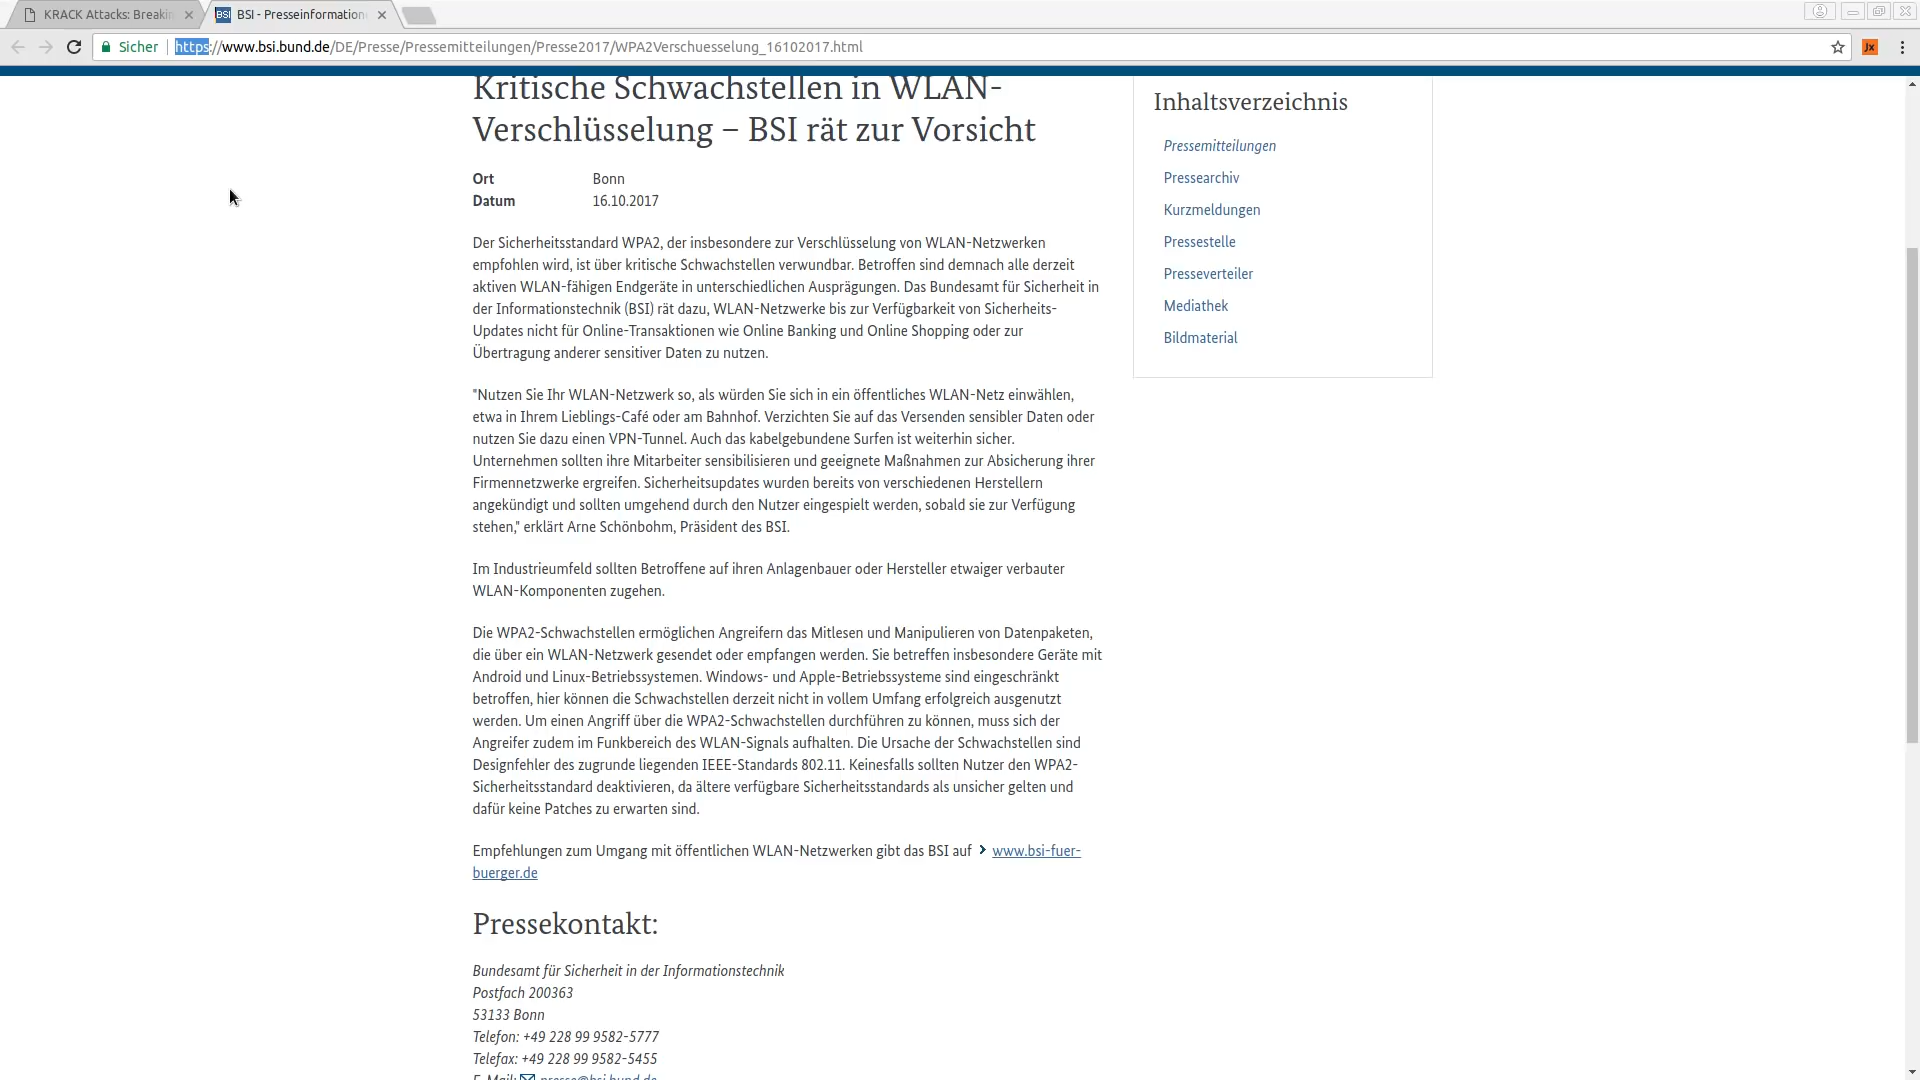 KRACK Attacks: Breakin
BSI - Presseinformation
Sicher
https://www.bsi.bund.de/DE/Presse/Pressemitteilungen/Presse2017/WPA2Verschuesselung_16102017.html
Jx
Kritische Schwachstellen in WLAN-
Verschlüsselung – BSI rät zur Vorsicht
Ort Bonn
Datum 16.10.2017
Der Sicherheitsstandard WPA2, der insbesondere zur Verschlüsselung von WLAN-Netzwerken
empfohlen wird, ist über kritische Schwachstellen verwundbar. Betroffen sind demnach alle derzeit
aktiven WLAN-fähigen Endgeräte in unterschiedlichen Ausprägungen. Das Bundesamt für Sicherheit in
der Informationstechnik (BSI) rät dazu, WLAN-Netzwerke bis zur Verfügbarkeit von Sicherheits-
Updates nicht für Online-Transaktionen wie Online Banking und Online Shopping oder zur
Übertragung anderer sensitiver Daten zu nutzen.
"Nutzen Sie Ihr WLAN-Netzwerk so, als würden Sie sich in ein öffentliches WLAN-Netz einwählen,
etwa in Ihrem Lieblings-Café oder am Bahnhof. Verzichten Sie auf das Versenden sensibler Daten oder
nutzen Sie dazu einen VPN-Tunnel. Auch das kabelgebundene Surfen ist weiterhin sicher.
Unternehmen sollten ihre Mitarbeiter sensibilisieren und geeignete Maßnahmen zur Absicherung ihrer
Firmennetzwerke ergreifen. Sicherheitsupdates wurden bereits von verschiedenen Herstellern
angekündigt und sollten umgehend durch den Nutzer eingespielt werden, sobald sie zur Verfügung
stehen," erklärt Arne Schönbohm, Präsident des BSI.
Im Industrieumfeld sollten Betroffene auf ihren Anlagenbauer oder Hersteller etwaiger verbauter
WLAN-Komponenten zugehen.
Die WPA2-Schwachstellen ermöglichen Angreifern das Mitlesen und Manipulieren von Datenpaketen,
die über ein WLAN-Netzwerk gesendet oder empfangen werden. Sie betreffen insbesondere Geräte mit
Android und Linux-Betriebssystemen. Windows- und Apple-Betriebssysteme sind eingeschränkt
betroffen, hier können die Schwachstellen derzeit nicht in vollem Umfang erfolgreich ausgenutzt
werden. Um einen Angriff über die WPA2-Schwachstellen durchführen zu können, muss sich der
Angreifer zudem im Funkbereich des WLAN-Signals aufhalten. Die Ursache der Schwachstellen sind
Designfehler des zugrunde liegenden IEEE-Standards 802.11. Keinesfalls sollten Nutzer den WPA2-
Sicherheitsstandard deaktivieren, da ältere verfügbare Sicherheitsstandards als unsicher gelten und
dafür keine Patches zu erwarten sind.
Empfehlungen zum Umgang mit öffentlichen WLAN-Netzwerken gibt das BSI auf www.bsi-fuer-
buerger.de
Pressekontakt:
Bundesamt für Sicherheit in der Informationstechnik
Postfach 200363
53133 Bonn
Telefon: +49 228 99 9582-5777
Telefax: +49 228 99 9582-5455
E-Mail: presse@bsi.bund.de
Inhaltsverzeichnis
Pressemitteilungen
Pressearchiv
Kurzmeldungen
Pressestelle
Presseverteiler
Mediathek
Bildmaterial